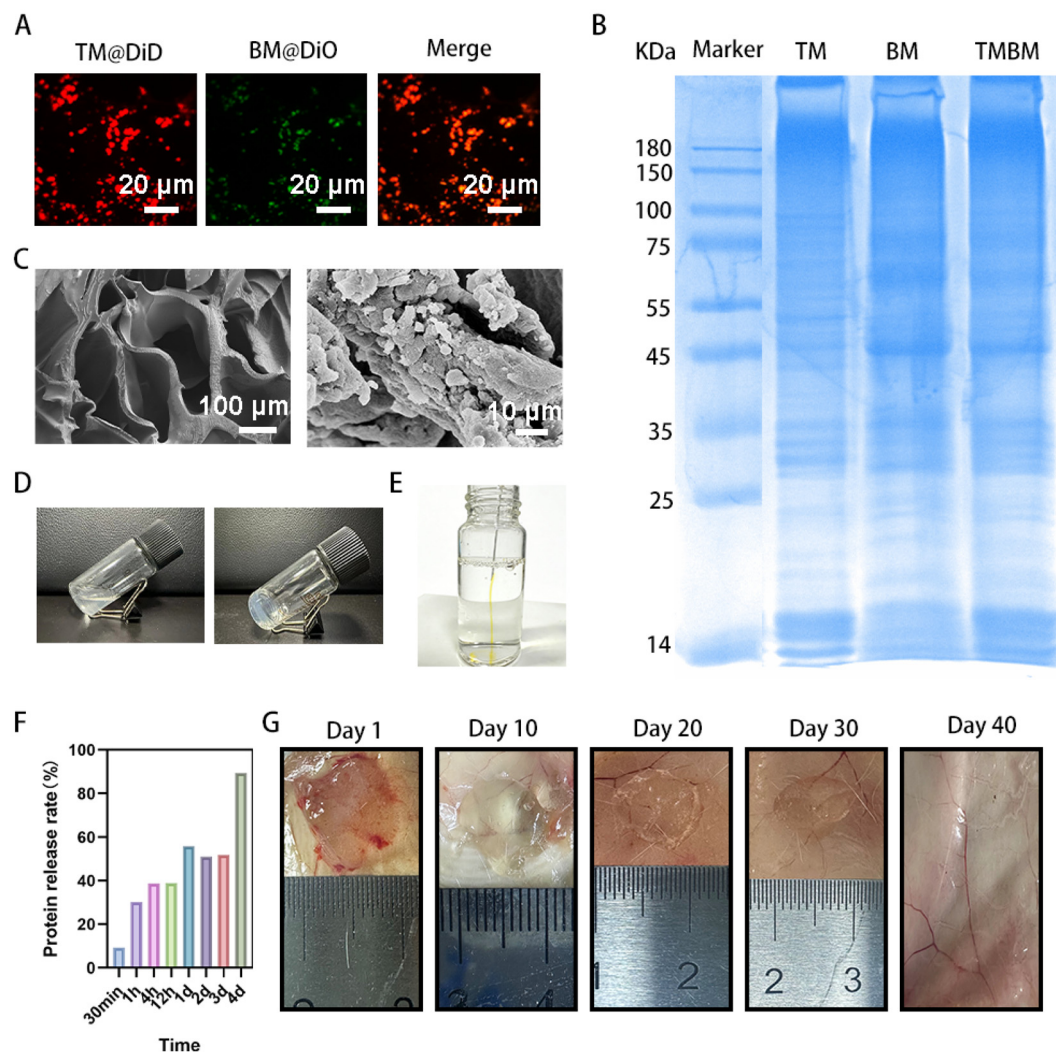 A
TM@DiD BM@DiO Merge
20 μm 20 μm 20 μm
B
KDa Marker TM BM TMBM
180
150
100
75
55
45
35
25
14
C
100 μm 10 μm
D
E
F
Protein release rate (%)
100
80
60
40
20
0
30min 1h 4h 12h 1d 2d 3d 4d
Time
G
Day 1 Day 10 Day 20 Day 30 Day 40
1 2 2 3